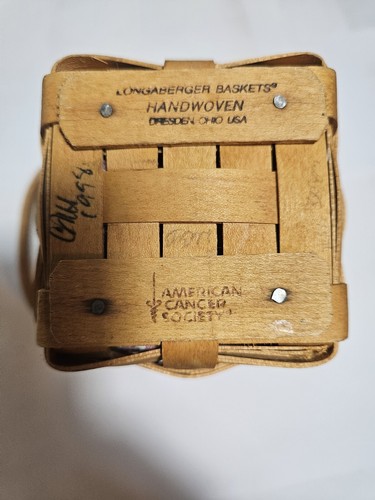 LONGABERGER BASKETS®
HANDWOVEN
DRESDEN, OHIO USA
1998
AMERICAN
CANCER
SOCIETY